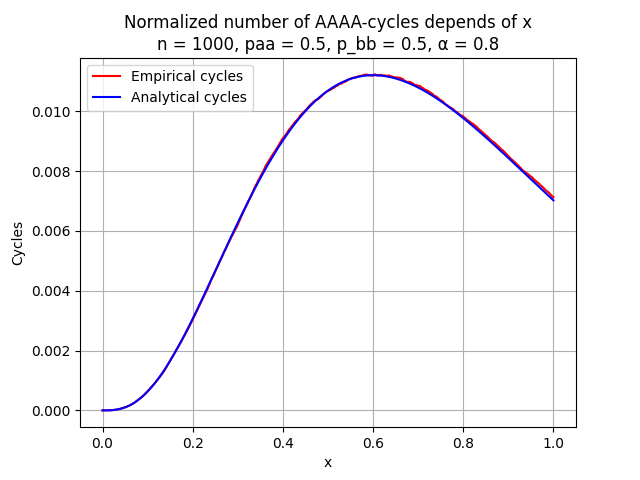 Normalized number of AAAA-cycles depends of x
n = 1000, paa = 0.5, p_bb = 0.5, α = 0.8
Empirical cycles
Analytical cycles
Cycles
0.010
0.008
0.006
0.004
0.002
0.000
0.0 0.2 0.4 0.6 0.8 1.0
x